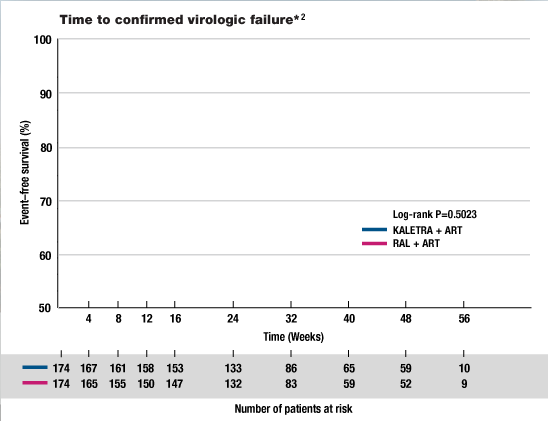 Time to confirmed virologic failure*2
100
90
80
70
60
50
Event–free survival (%)
Log-rank P=0.5023
KALETRA + ART
RAL + ART
4 8 12 16 24 32 40 48 56
Time (Weeks)
174 167 161 158 153 133 86 65 59 10
174 165 155 150 147 132 83 59 52 9
Number of patients at risk